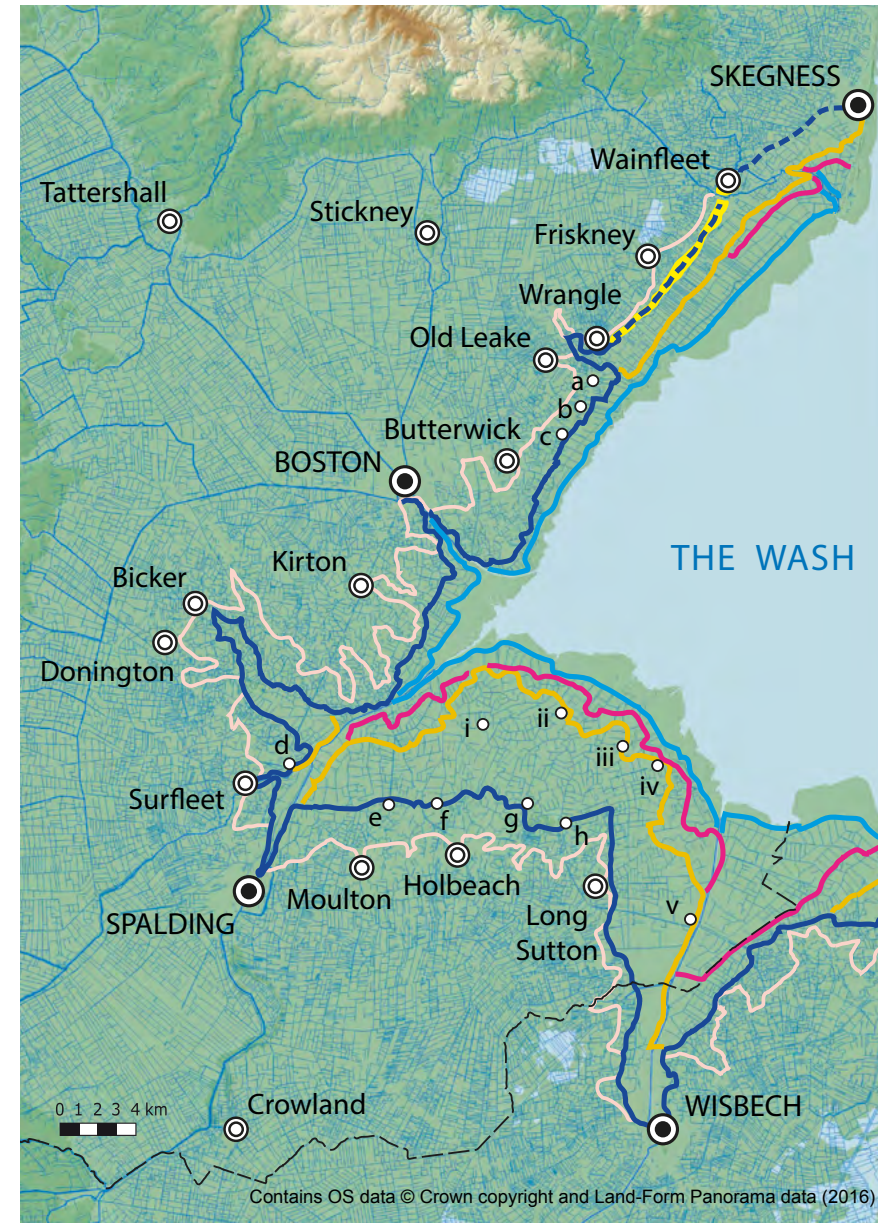 SKEGNESS
Wainfleet
Tattershall
Stickney
Friskney
Wrangle
Old Leake
a
b
Butterwick
c
BOSTON
THE WASH
Kirton
Bicker
Donington
i
ii
d
iii
iv
Surfleet
e
f
g
h
Moulton
Holbeach
SPALDING
Long
Sutton
v
0 1 2 3 4 km
Crowland
WISBECH
Contains OS data © Crown copyright and Land-Form Panorama data (2016)